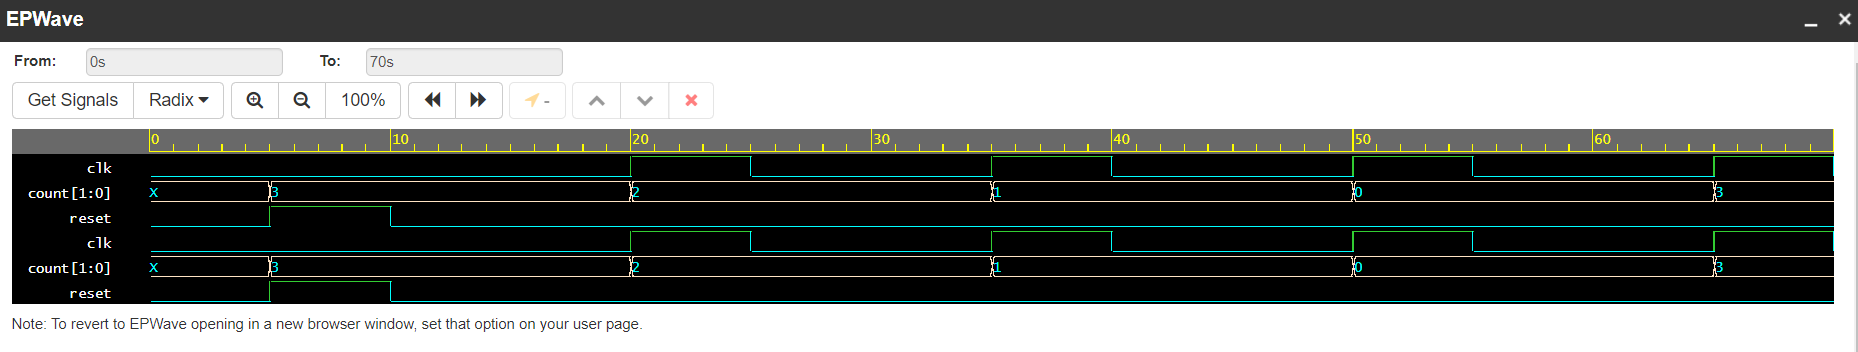 EPWave
From: 0s To: 70s
Get Signals Radix 100% -
0 10 20 30 40 50 60
clk
count[1:0] X 3 2 1 0 3
reset
clk
count[1:0] X 3 2 1 0 3
reset
Note: To revert to EPWave opening in a new browser window, set that option on your user page.